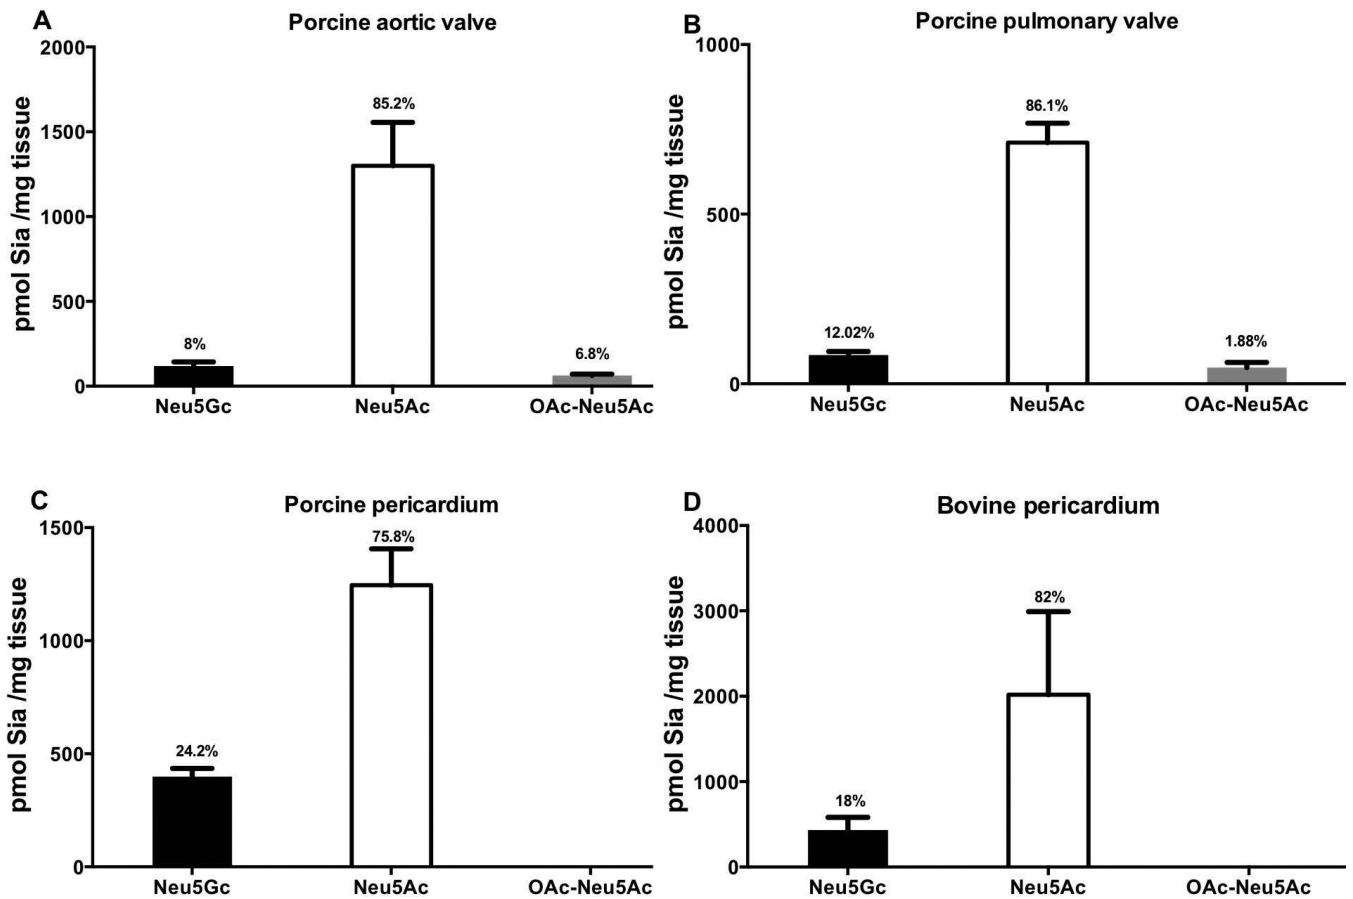 A
Porcine aortic valve
pmol Sia /mg tissue
2000
1500
1000
500
0
8%
85.2%
6.8%
Neu5Gc
Neu5Ac
OAc-Neu5Ac
B
Porcine pulmonary valve
pmol Sia /mg tissue
1000
500
0
12.02%
86.1%
1.88%
Neu5Gc
Neu5Ac
OAc-Neu5Ac
C
Porcine pericardium
pmol Sia /mg tissue
1500
1000
500
0
24.2%
75.8%
Neu5Gc
Neu5Ac
OAc-Neu5Ac
D
Bovine pericardium
pmol Sia /mg tissue
4000
3000
2000
1000
0
18%
82%
Neu5Gc
Neu5Ac
OAc-Neu5Ac